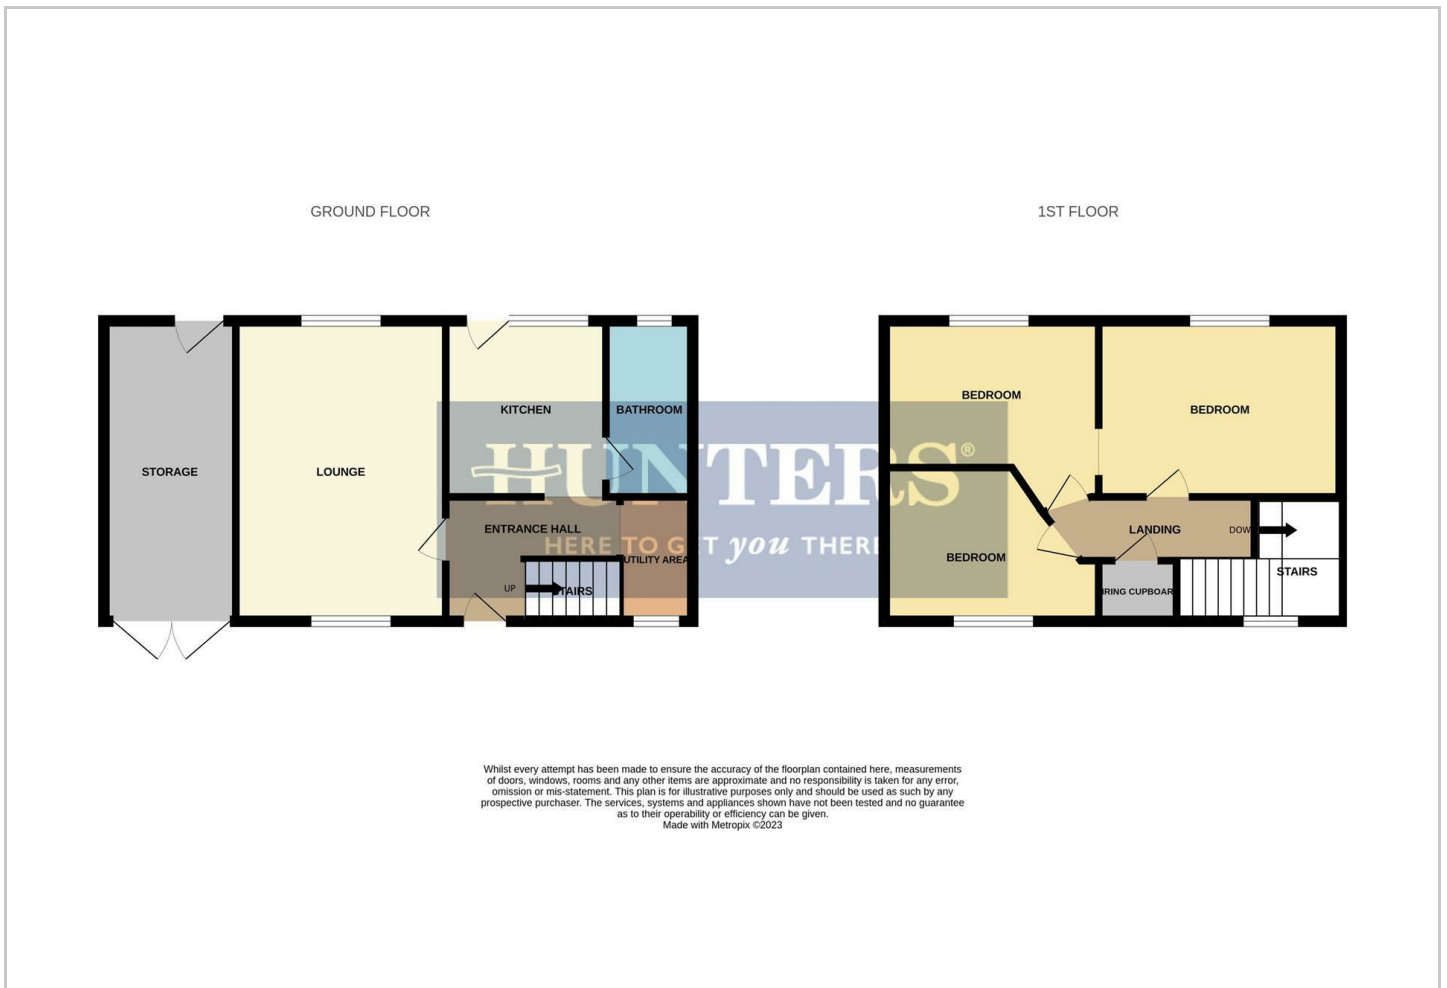 GROUND FLOOR
1ST FLOOR
STORAGE
LOUNGE
KITCHEN
BATHROOM
ENTRANCE HALL
UTILITY AREA
UP
STAIRS
BEDROOM
BEDROOM
BEDROOM
LANDING
DOW
STAIRS
IRING CUPBOAR
HUNTERS®
HERE TO GET you THERE
Whilst every attempt has been made to ensure the accuracy of the floorplan contained here, measurements
of doors, windows, rooms and any other items are approximate and no responsibility is taken for any error,
omission or mis-statement. This plan is for illustrative purposes only and should be used as such by any
prospective purchaser. The services, systems and appliances shown have not been tested and no guarantee
as to their operability or efficiency can be given.
Made with Metropix ©2023